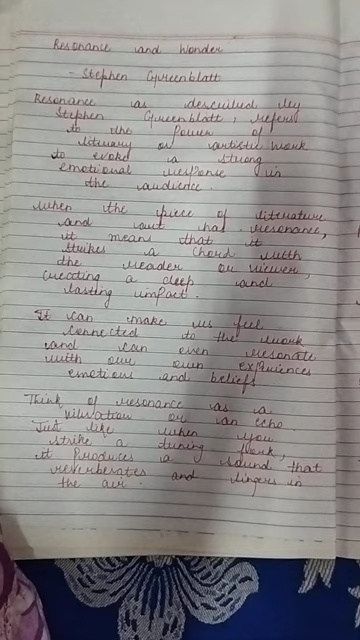 Resonance and Wonder
- Stephen Greenblatt
Resonance as described by
Stephen Greenblatt, refers
to the Power of
literary or artistic work
to evoke a strong
emotional response in
the audience
When the piece of literature
and art has resonance,
it means that it
strikes a chord with
the reader or viewer,
creating a deep and
lasting impact.
It can make us feel
connected to the work
and can even resonate
with our own experiences
emotions and beliefs
Think of resonance as a
vibration or an echo.
Just like when you
strike a tuning fork,
it Produces a sound that
reverberates and lingers in
the air.